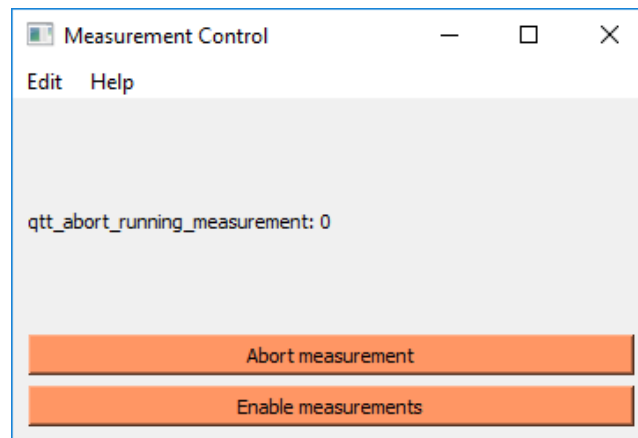 Measurement Control
Edit Help
qtt_abort_running_measurement: 0
Abort measurement
Enable measurements